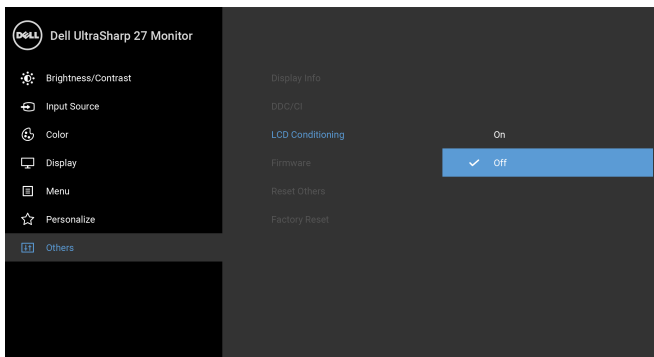 DELL Dell UltraSharp 27 Monitor
Brightness/Contrast
Input Source
Color
Display
Menu
Personalize
Others
Display Info
DDC/CI
LCD Conditioning
Firmware
Reset Others
Factory Reset
On
Off